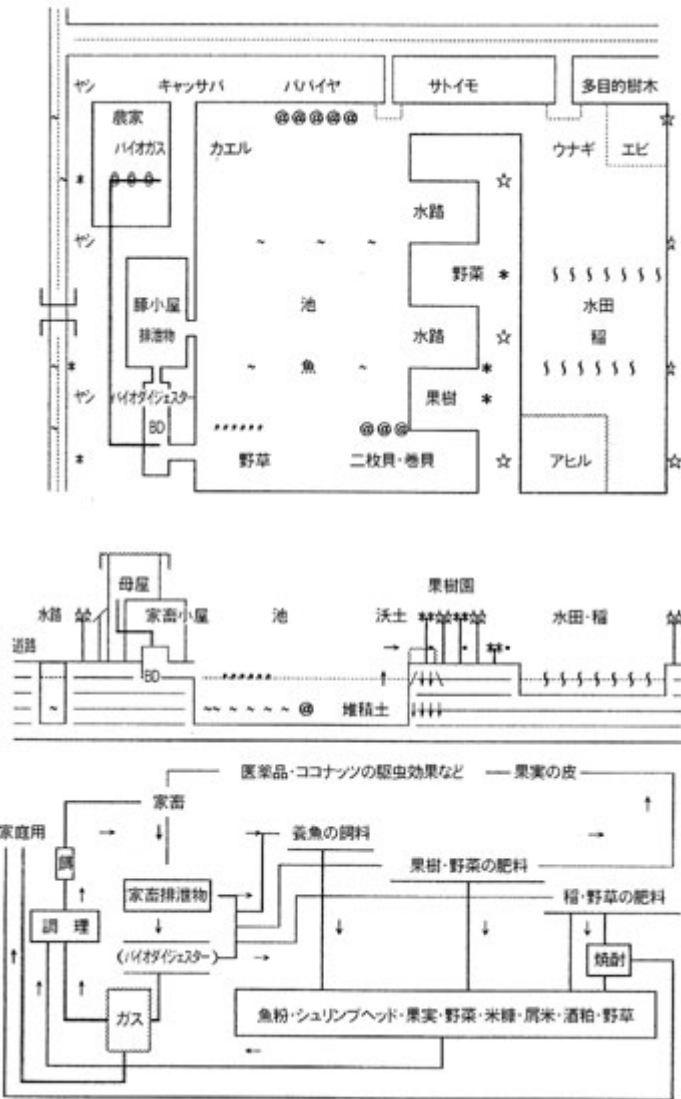 ヤシ キャッサバ パパイヤ サトイモ 多目的樹木
農家
バイオガス カエル ウナギ エビ
水路
ヤシ
野菜
豚小屋 池 水田
排泄物 水路 稲
魚
ヤシ バイオダイジェスター 果樹
BD
野草 二枚貝・巻貝 アヒル
母屋 果樹園
水路 家畜小屋 池 沃土 水田・稲
道路
BD
堆積土
医薬品・ココナッツの駆虫効果など 果実の皮
家畜
家庭用 養魚の飼料
餌 果樹・野菜の肥料
家畜排泄物 稲・野草の肥料
調理
(バイオダイジェスター) 焼酎
ガス 魚粉・シュリンプヘッド・果実・野菜・米糠・屑米・酒粕・野草